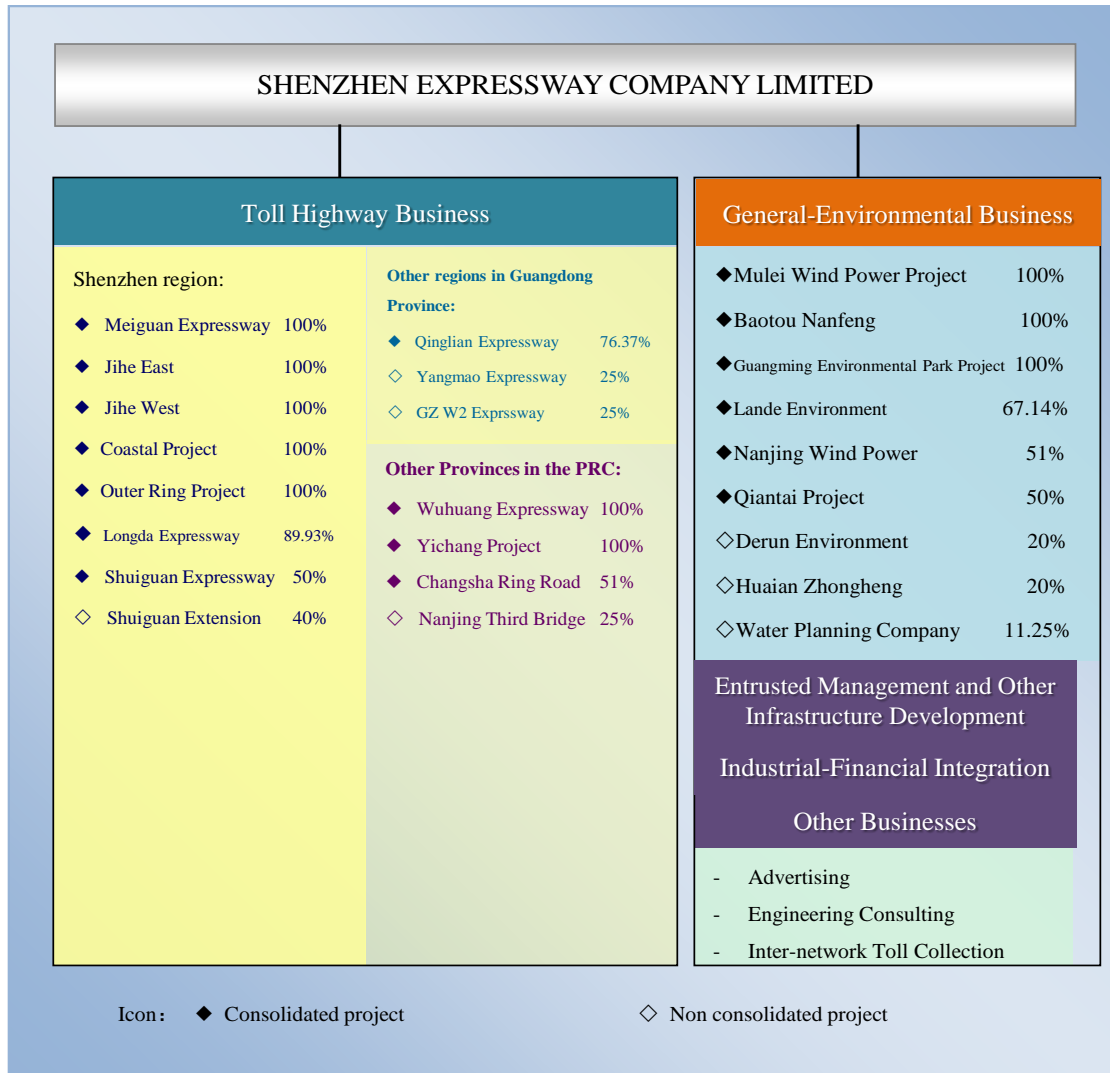 SHENZHEN EXPRESSWAY COMPANY LIMITED
Toll Highway Business
Shenzhen region:
◆ Meiguan Expressway 100%
◆ Jihe East 100%
◆ Jihe West 100%
◆ Coastal Project 100%
◆ Outer Ring Project 100%
◆ Longda Expressway 89.93%
◆ Shuiguan Expressway 50%
◇ Shuiguan Extension 40%
Other regions in Guangdong
Province:
◆ Qinglian Expressway 76.37%
◇ Yangmao Expressway 25%
◇ GZ W2 Exprssway 25%
Other Provinces in the PRC:
◆ Wuhuang Expressway 100%
◆ Yichang Project 100%
◆ Changsha Ring Road 51%
◇ Nanjing Third Bridge 25%
General-Environmental Business
◆Mulei Wind Power Project 100%
◆Baotou Nanfeng 100%
◆Guangming Environmental Park Project 100%
◆Lande Environment 67.14%
◆Nanjing Wind Power 51%
◆Qiantai Project 50%
◇Derun Environment 20%
◇Huaian Zhongheng 20%
◇Water Planning Company 11.25%
Entrusted Management and Other
Infrastructure Development
Industrial-Financial Integration
Other Businesses
- Advertising
- Engineering Consulting
- Inter-network Toll Collection
Icon： ◆ Consolidated project ◇ Non consolidated project